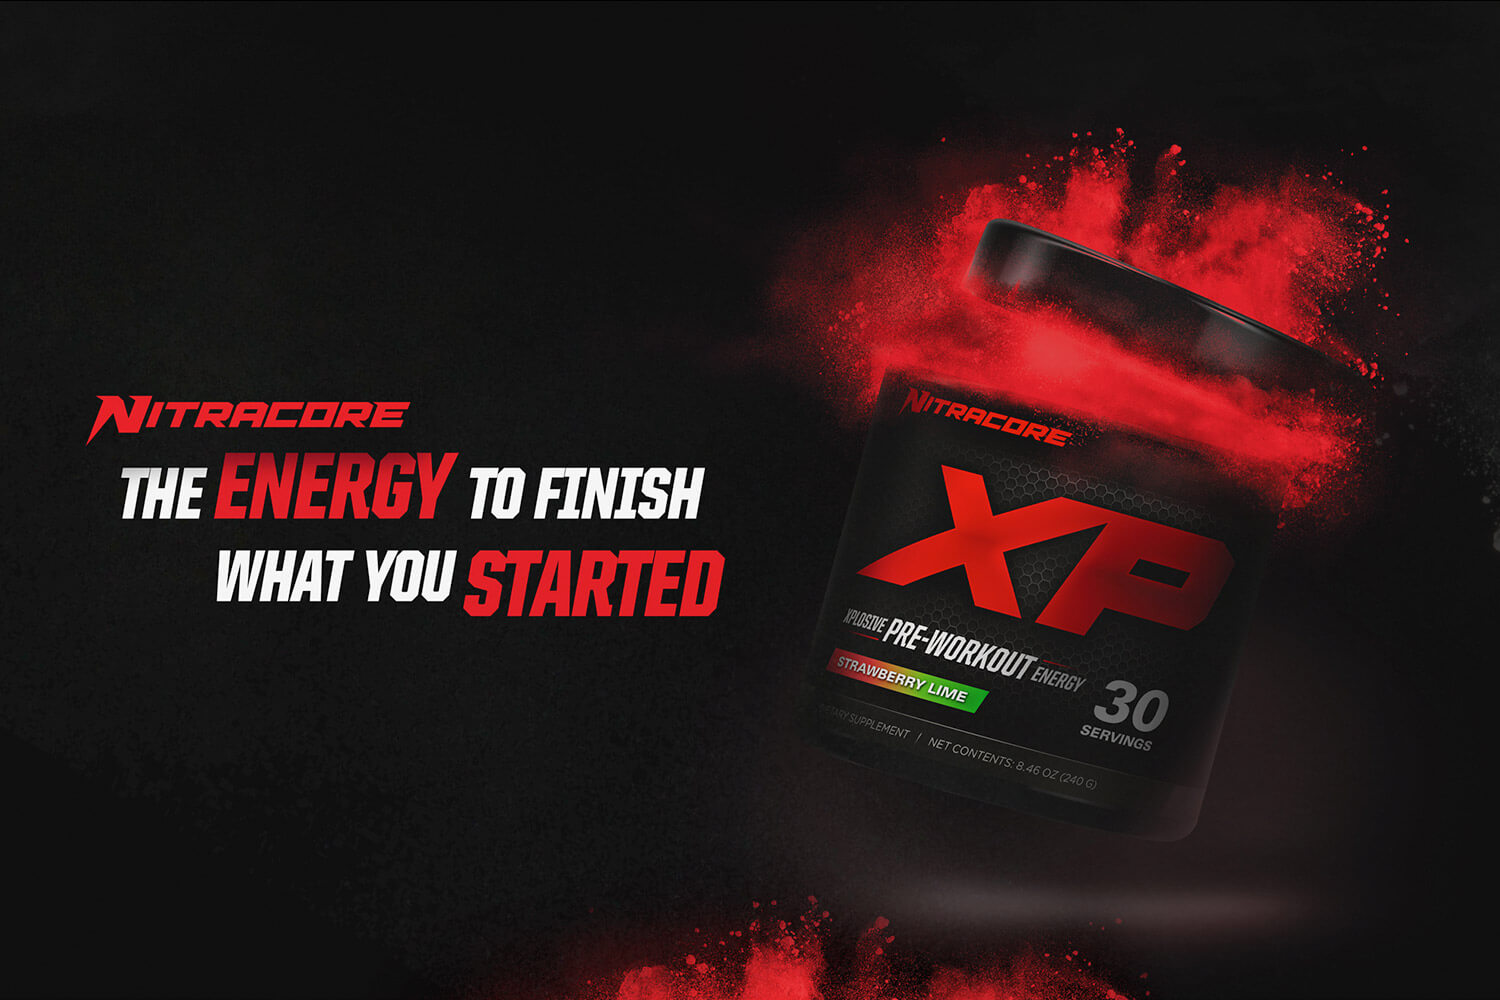 NITRACORE
THE ENERGY TO FINISH
WHAT YOU STARTED
NITRACORE
XP
XPLOSIVE PRE-WORKOUT ENERGY
STRAWBERRY LIME
30
SERVINGS
SUPPLEMENT / NET CONTENTS: 8.46 OZ (240 G)